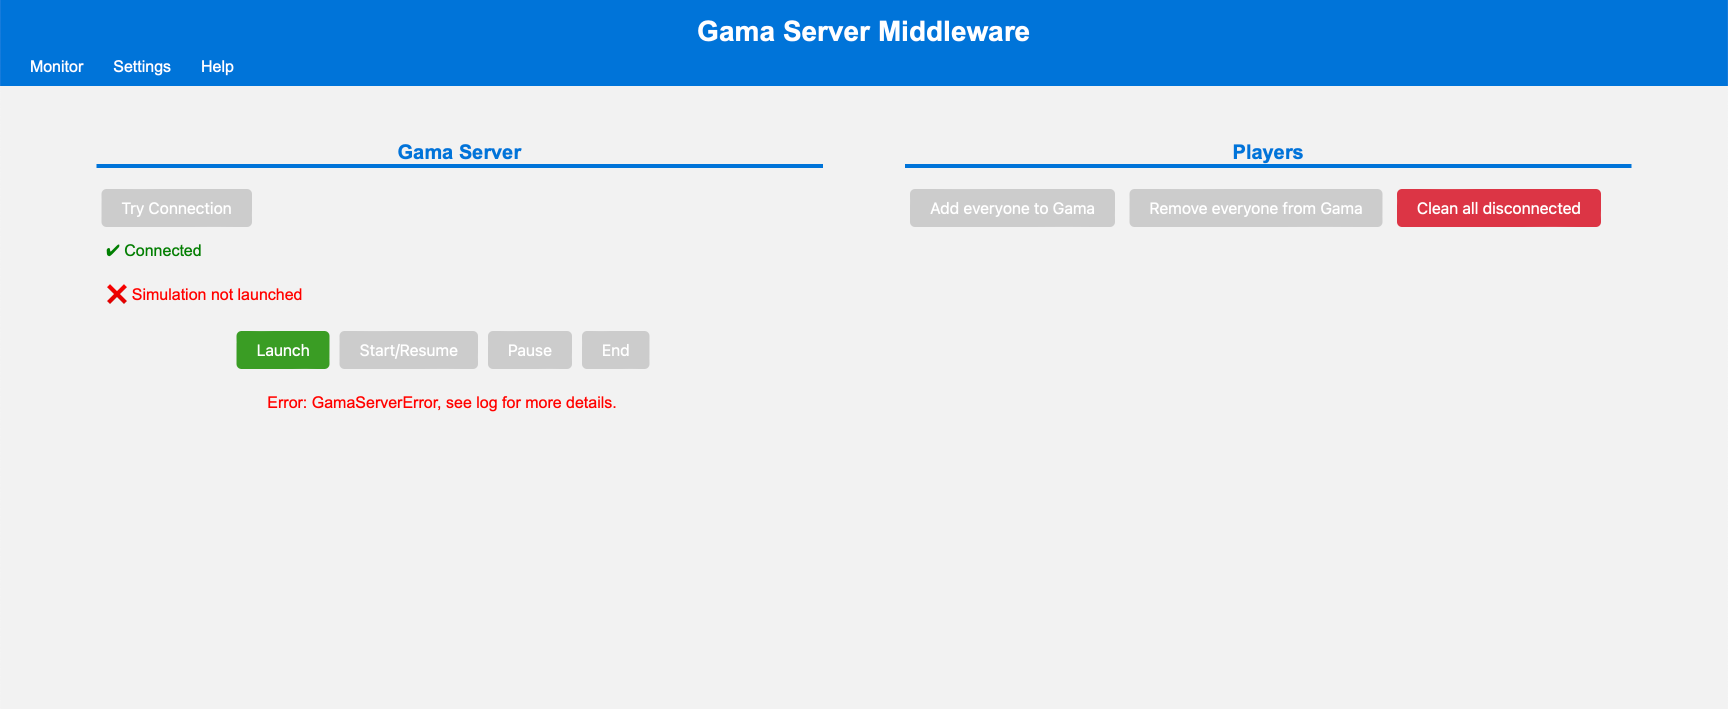 Gama Server Middleware
Monitor Settings Help
Gama Server
Try Connection
✔ Connected
❌ Simulation not launched
Launch Start/Resume Pause End
Error: GamaServerError, see log for more details.
Players
Add everyone to Gama Remove everyone from Gama Clean all disconnected